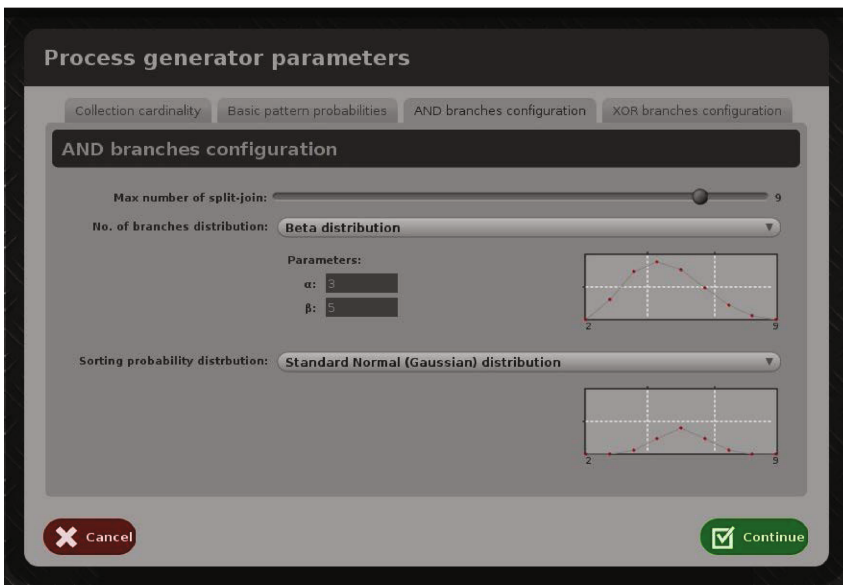 Process generator parameters
Collection cardinality
Basic pattern probabilities
AND branches configuration
XOR branches configuration
AND branches configuration
Max number of split-join:
9
No. of branches distribution:
Beta distribution
Parameters:
α: 3
β: 5
2 9
Sorting probability distrbution:
Standard Normal (Gaussian) distribution
2 9
Cancel
Continue